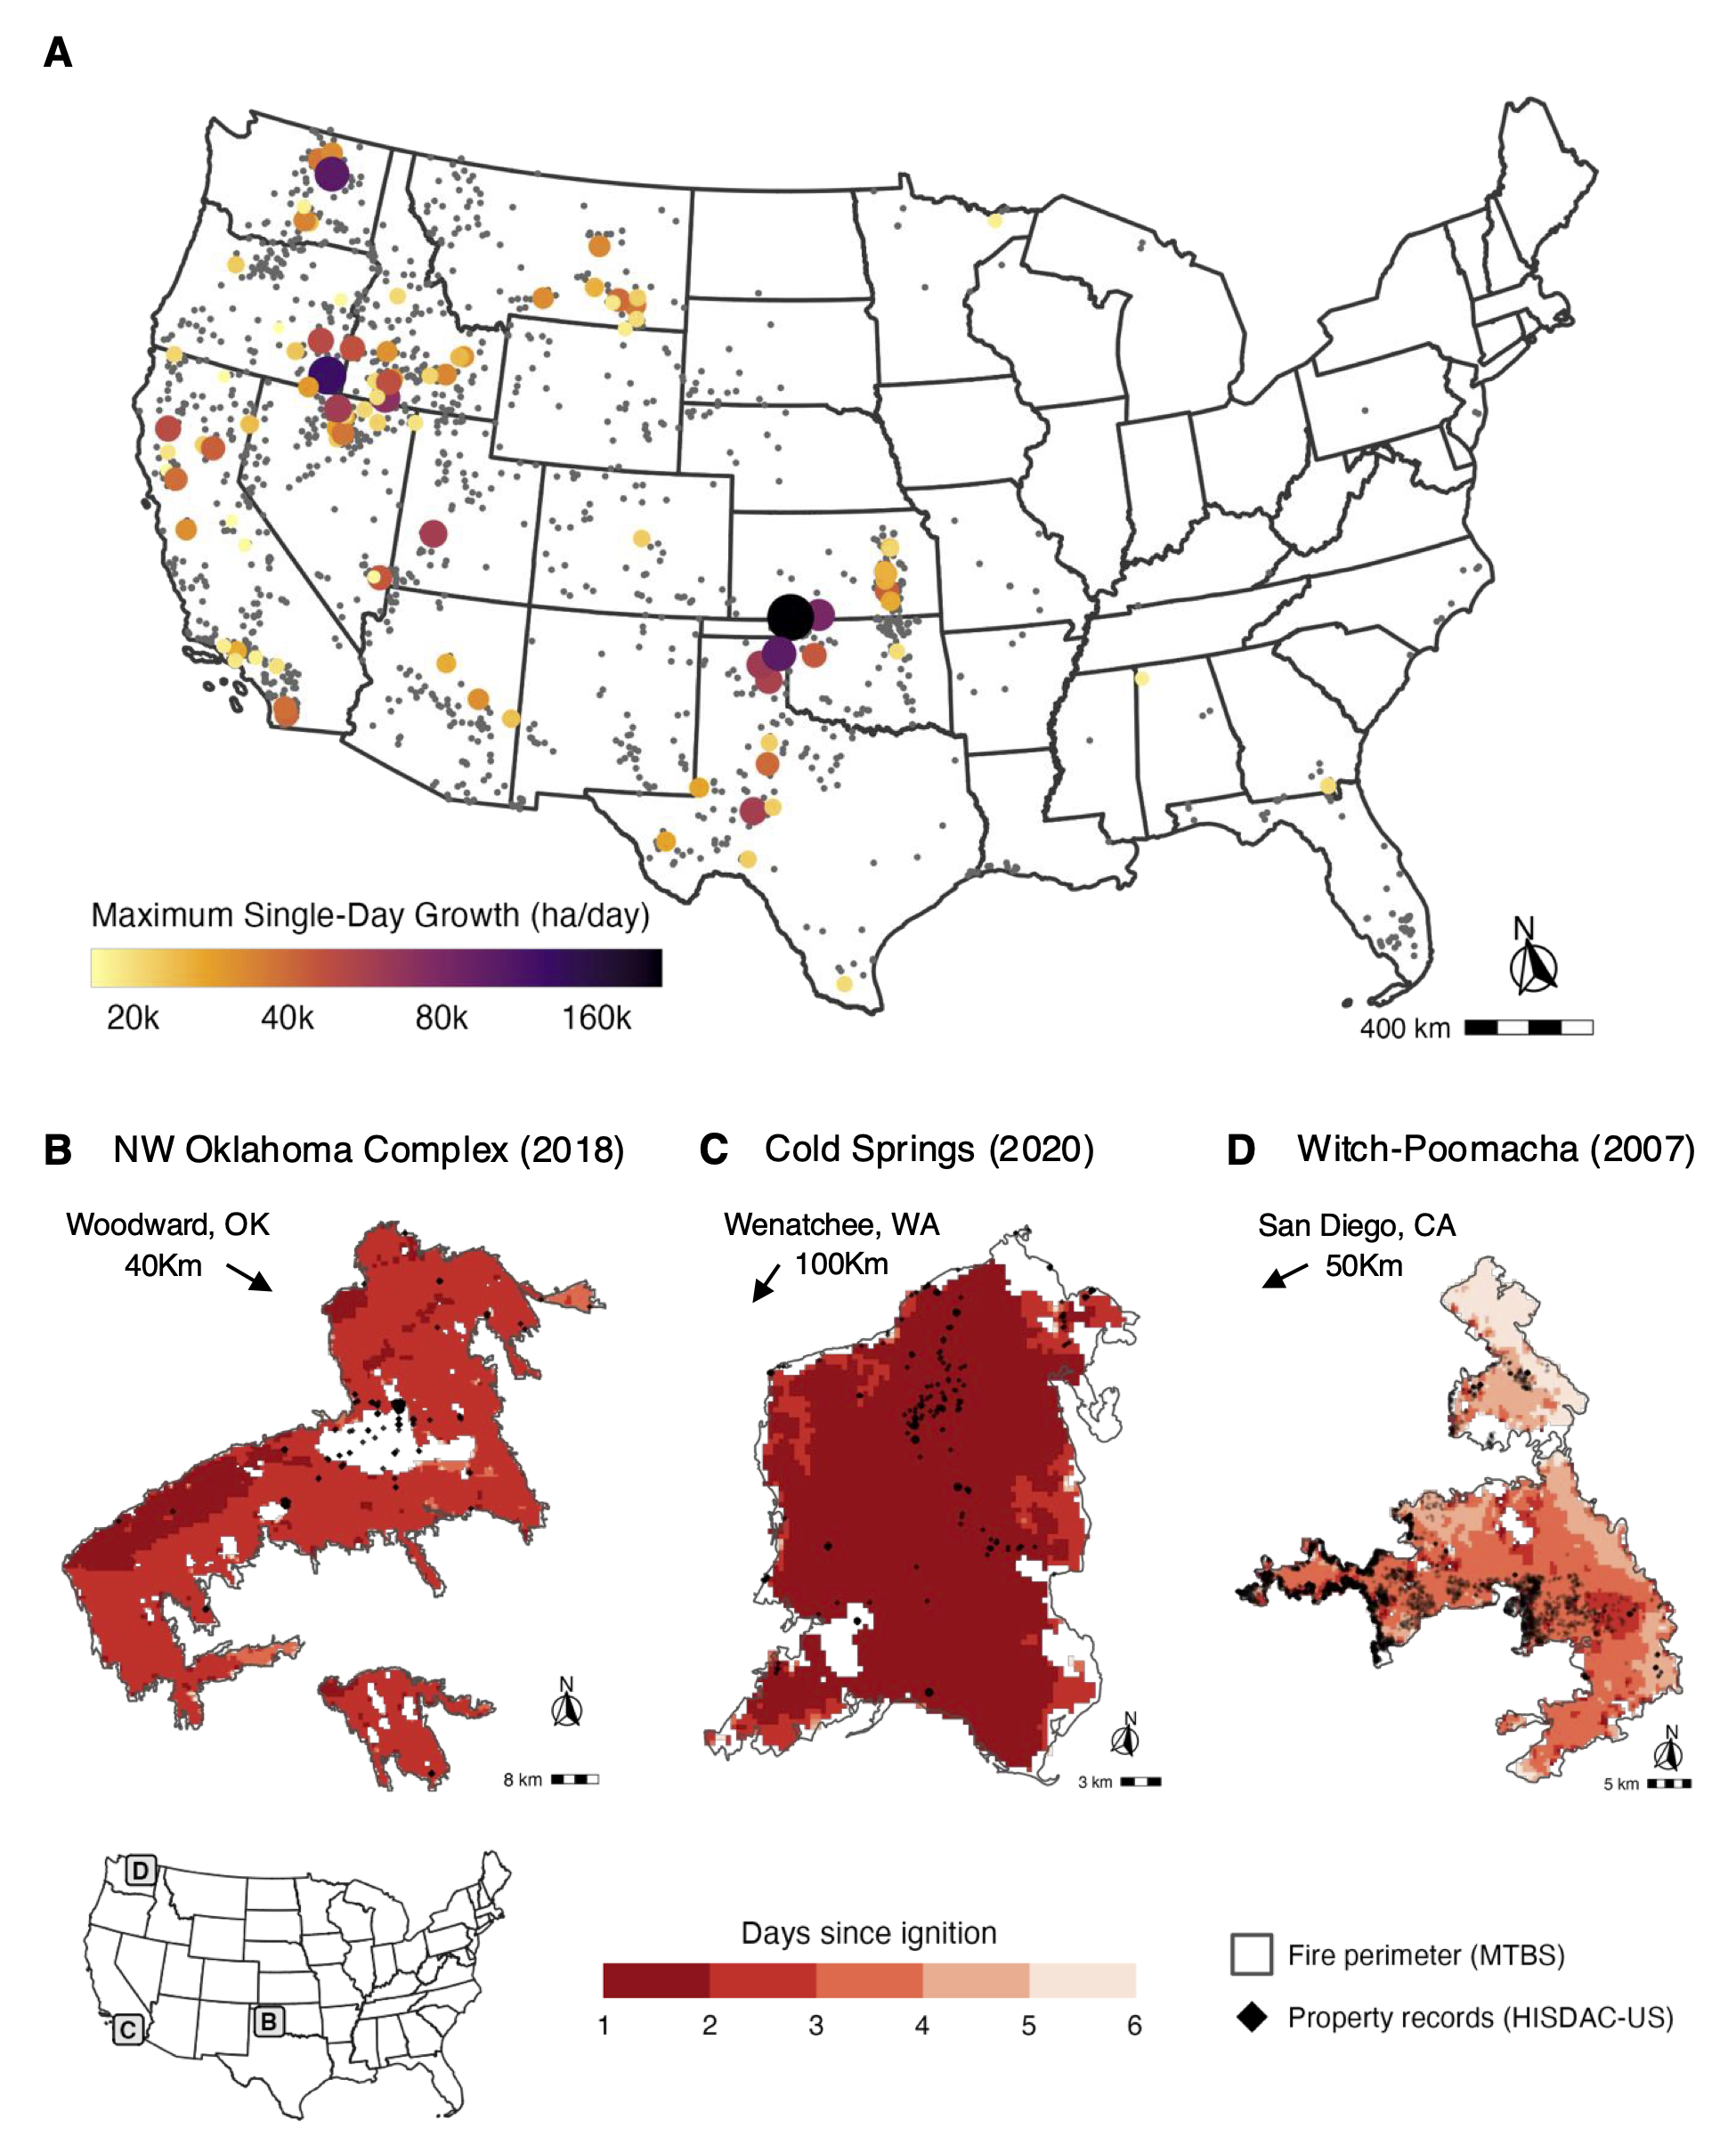 A
Maximum Single-Day Growth (ha/day)
20k 40k 80k 160k
N
400 km
B NW Oklahoma Complex (2018)
C Cold Springs (2020)
D Witch-Poomacha (2007)
Woodward, OK
40Km
Wenatchee, WA
100Km
San Diego, CA
50Km
N
8 km
N
3 km
N
5 km
D
C
B
Days since ignition
1 2 3 4 5 6
Fire perimeter (MTBS)
Property records (HISDAC-US)